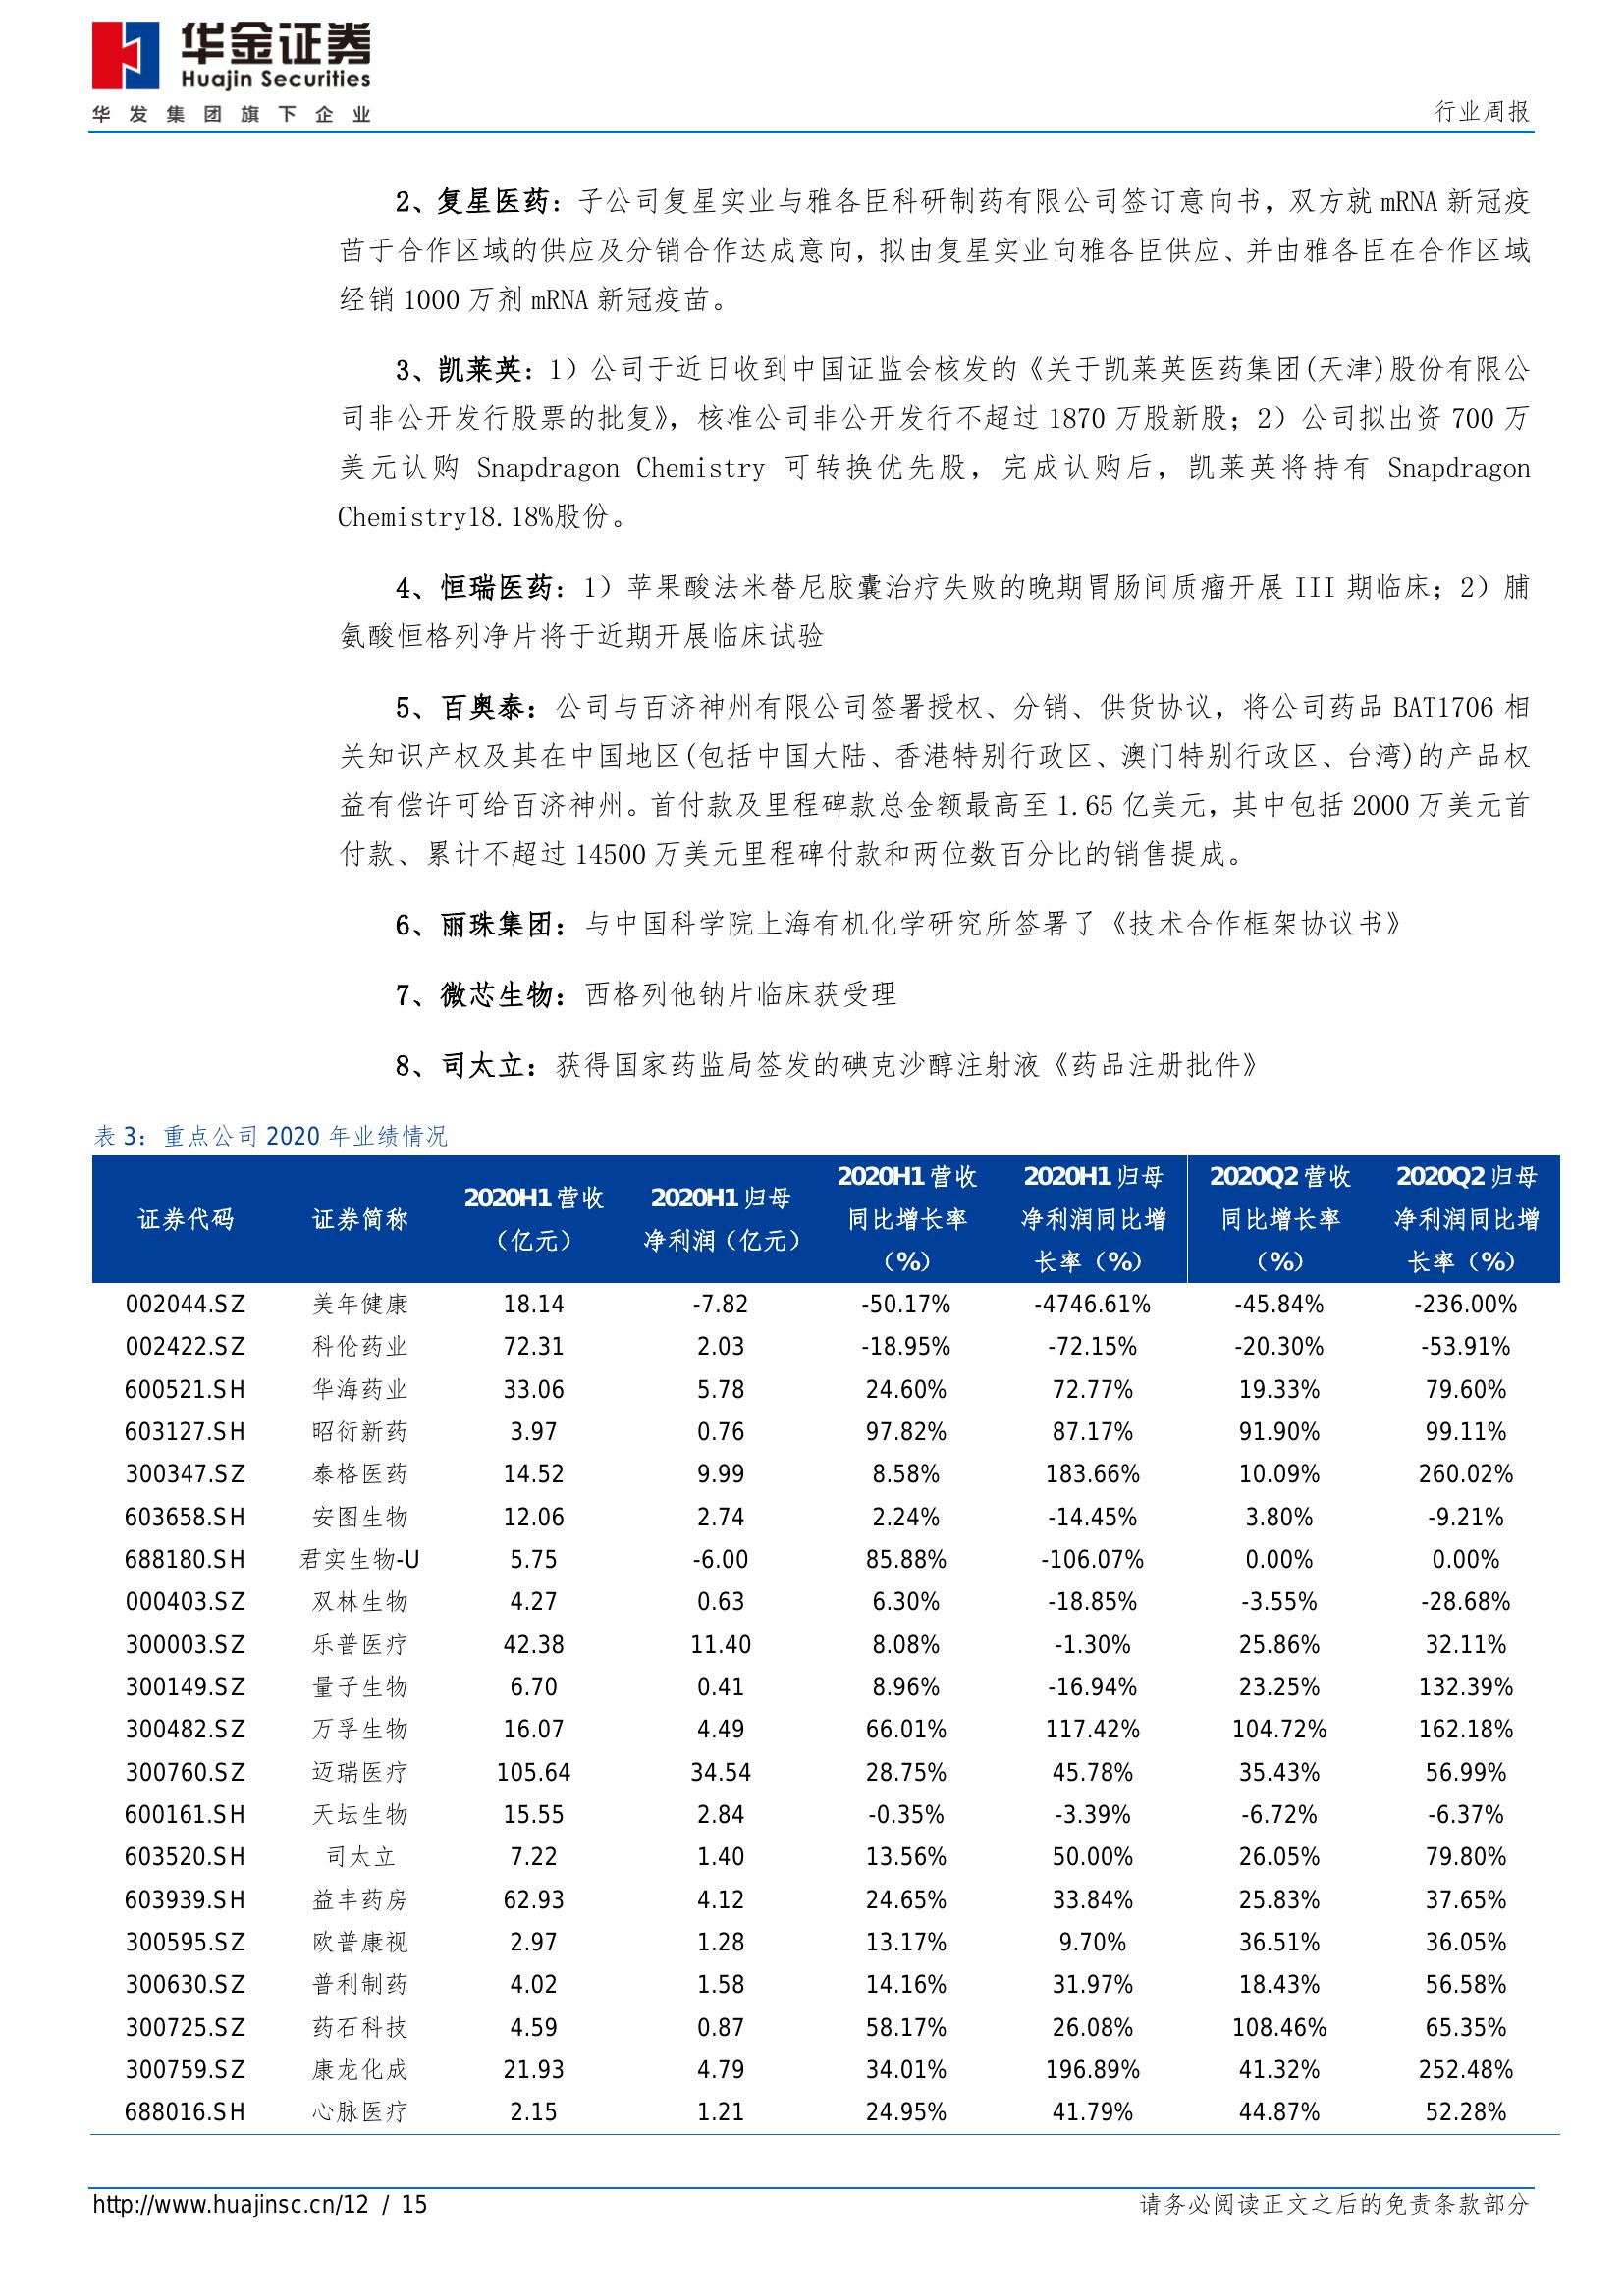 华金证券
Huajin Securities
华发集团旗下企业
行业周报
2、复星医药：子公司复星实业与雅各臣科研制药有限公司签订意向书，双方就 mRNA 新冠疫
苗于合作区域的供应及分销合作达成意向，拟由复星实业向雅各臣供应、并由雅各臣在合作区域
经销 1000 万剂 mRNA 新冠疫苗。
3、凯莱英：1）公司于近日收到中国证监会核发的《关于凯莱英医药集团(天津)股份有限公
司非公开发行股票的批复》，核准公司非公开发行不超过 1870 万股新股；2）公司拟出资 700 万
美元认购 Snapdragon Chemistry 可转换优先股，完成认购后，凯莱英将持有 Snapdragon
Chemistry18.18%股份。
4、恒瑞医药：1）苹果酸法米替尼胶囊治疗失败的晚期胃肠间质瘤开展 III 期临床；2）脯
氨酸恒格列净片将于近期开展临床试验
5、百奥泰：公司与百济神州有限公司签署授权、分销、供货协议，将公司药品 BAT1706 相
关知识产权及其在中国地区(包括中国大陆、香港特别行政区、澳门特别行政区、台湾)的产品权
益有偿许可给百济神州。首付款及里程碑款总金额最高至 1.65 亿美元，其中包括 2000 万美元首
付款、累计不超过 14500 万美元里程碑付款和两位数百分比的销售提成。
6、丽珠集团：与中国科学院上海有机化学研究所签署了《技术合作框架协议书》
7、微芯生物：西格列他钠片临床获受理
8、司太立：获得国家药监局签发的碘克沙醇注射液《药品注册批件》
表 3：重点公司 2020 年业绩情况
证券代码 证券简称 2020H1 营收（亿元） 2020H1 归母净利润（亿元） 2020H1 营收同比增长率（%） 2020H1 归母净利润同比增长率（%） 2020Q2 营收同比增长率（%） 2020Q2 归母净利润同比增长率（%）
002044.SZ 美年健康 18.14 -7.82 -50.17% -4746.61% -45.84% -236.00%
002422.SZ 科伦药业 72.31 2.03 -18.95% -72.15% -20.30% -53.91%
600521.SH 华海药业 33.06 5.78 24.60% 72.77% 19.33% 79.60%
603127.SH 昭衍新药 3.97 0.76 97.82% 87.17% 91.90% 99.11%
300347.SZ 泰格医药 14.52 9.99 8.58% 183.66% 10.09% 260.02%
603658.SH 安图生物 12.06 2.74 2.24% -14.45% 3.80% -9.21%
688180.SH 君实生物-U 5.75 -6.00 85.88% -106.07% 0.00% 0.00%
000403.SZ 双林生物 4.27 0.63 6.30% -18.85% -3.55% -28.68%
300003.SZ 乐普医疗 42.38 11.40 8.08% -1.30% 25.86% 32.11%
300149.SZ 量子生物 6.70 0.41 8.96% -16.94% 23.25% 132.39%
300482.SZ 万孚生物 16.07 4.49 66.01% 117.42% 104.72% 162.18%
300760.SZ 迈瑞医疗 105.64 34.54 28.75% 45.78% 35.43% 56.99%
600161.SH 天坛生物 15.55 2.84 -0.35% -3.39% -6.72% -6.37%
603520.SH 司太立 7.22 1.40 13.56% 50.00% 26.05% 79.80%
603939.SH 益丰药房 62.93 4.12 24.65% 33.84% 25.83% 37.65%
300595.SZ 欧普康视 2.97 1.28 13.17% 9.70% 36.51% 36.05%
300630.SZ 普利制药 4.02 1.58 14.16% 31.97% 18.43% 56.58%
300725.SZ 药石科技 4.59 0.87 58.17% 26.08% 108.46% 65.35%
300759.SZ 康龙化成 21.93 4.79 34.01% 196.89% 41.32% 252.48%
688016.SH 心脉医疗 2.15 1.21 24.95% 41.79% 44.87% 52.28%
http://www.huajinsc.cn/12 / 15
请务必阅读正文之后的免责条款部分